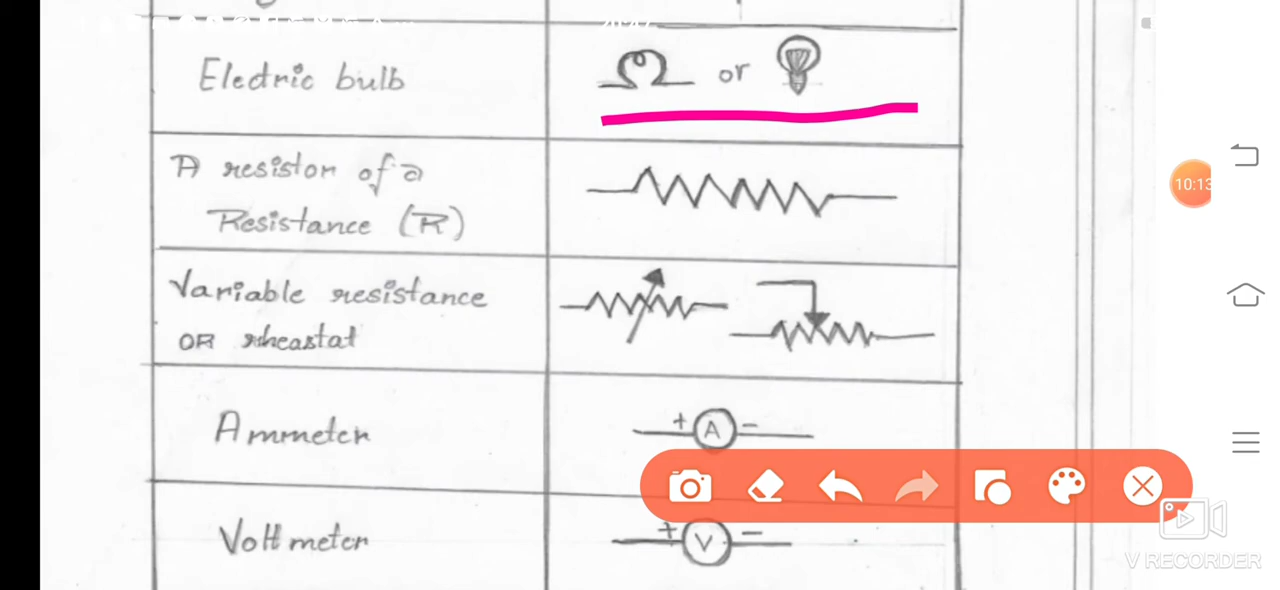 Electric bulb
or
A resistor of a
Resistance (R)
Variable resistance
OR rheastat
Ammeter
+ A -
Voltmeter
+ V -
10:13
V RECORDER